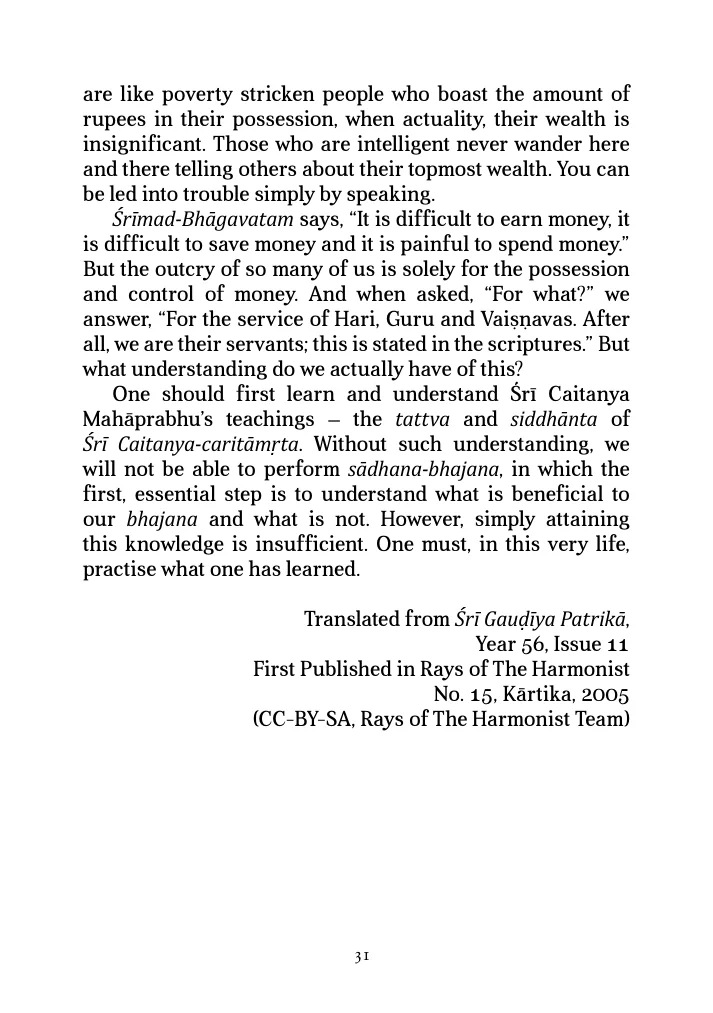 are like poverty stricken people who boast the amount of
rupees in their possession, when actuality, their wealth is
insignificant. Those who are intelligent never wander here
and there telling others about their topmost wealth. You can
be led into trouble simply by speaking.
Śrīmad-Bhāgavatam says, “It is difficult to earn money, it
is difficult to save money and it is painful to spend money.”
But the outcry of so many of us is solely for the possession
and control of money. And when asked, “For what?” we
answer, “For the service of Hari, Guru and Vaiṣṇavas. After
all, we are their servants; this is stated in the scriptures.” But
what understanding do we actually have of this?
One should first learn and understand Śrī Caitanya
Mahāprabhu’s teachings – the tattva and siddhānta of
Śrī Caitanya-caritāmṛta. Without such understanding, we
will not be able to perform sādhana-bhajana, in which the
first, essential step is to understand what is beneficial to
our bhajana and what is not. However, simply attaining
this knowledge is insufficient. One must, in this very life,
practise what one has learned.
Translated from Śrī Gauḍīya Patrikā,
Year 56, Issue 11
First Published in Rays of The Harmonist
No. 15, Kārtika, 2005
(CC-BY-SA, Rays of The Harmonist Team)
31